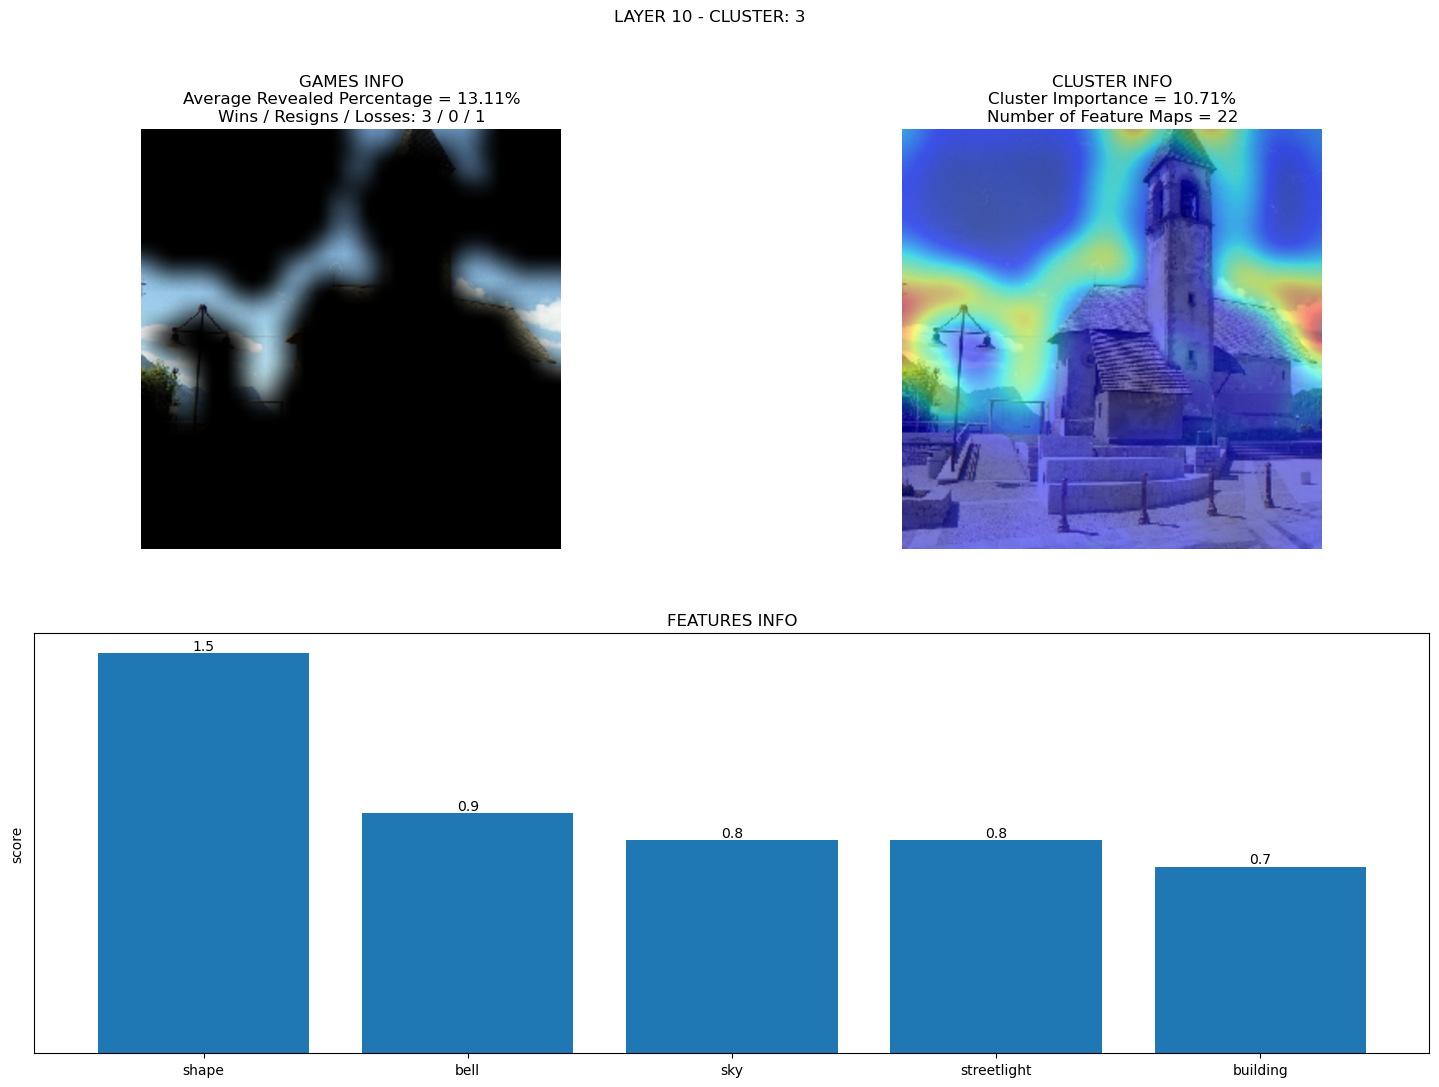 LAYER 10 - CLUSTER: 3
GAMES INFO
Average Revealed Percentage = 13.11%
Wins / Resigns / Losses: 3 / 0 / 1
CLUSTER INFO
Cluster Importance = 10.71%
Number of Feature Maps = 22
FEATURES INFO
score
1.5
0.9
0.8
0.8
0.7
shape
bell
sky
streetlight
building